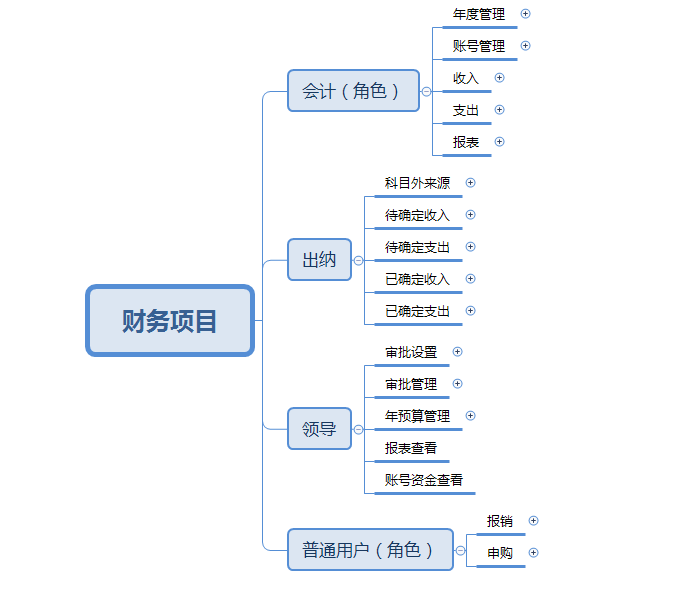 财务项目
会计（角色）
年度管理
账号管理
收入
支出
报表
出纳
科目外来源
待确定收入
待确定支出
已确定收入
已确定支出
领导
审批设置
审批管理
年预算管理
报表查看
账号资金查看
普通用户（角色）
报销
申购